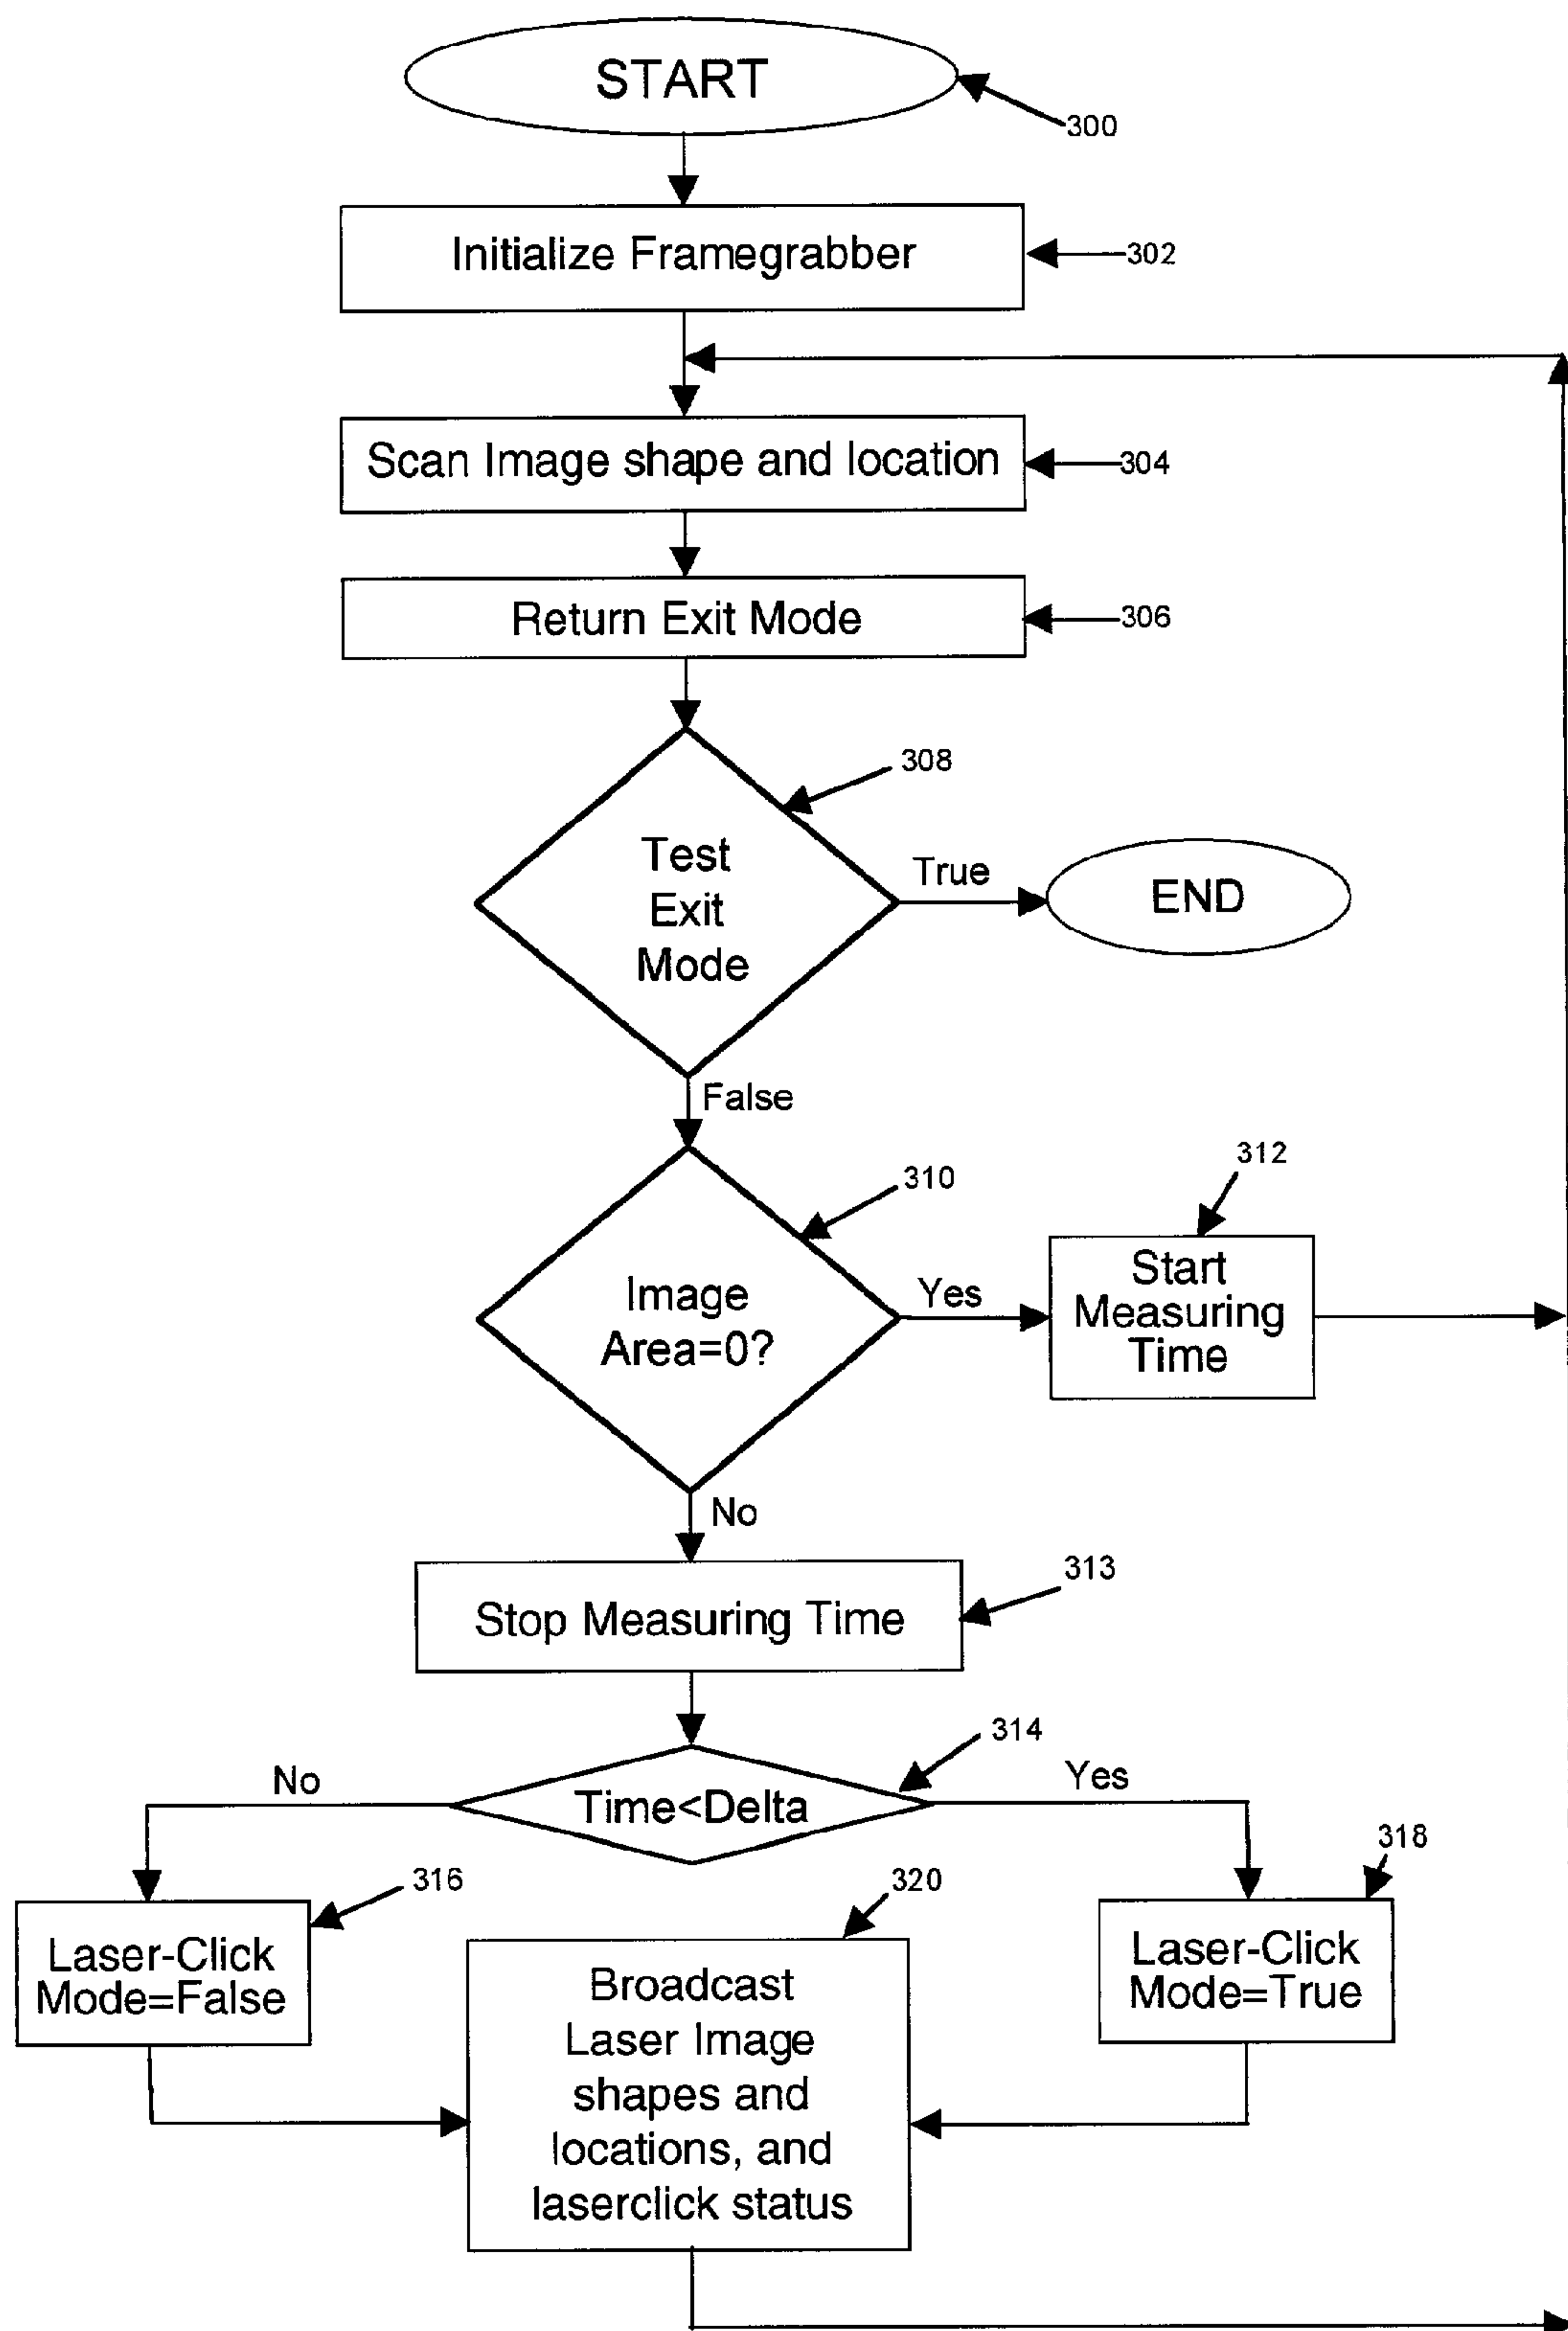 START
300
Initialize Framegrabber
302
Scan Image shape and location
304
Return Exit Mode
306
308
Test
Exit
Mode
True
END
False
310
312
Image
Area=0?
Yes
Start
Measuring
Time
No
313
Stop Measuring Time
314
No
Time<Delta
Yes
316
320
318
Laser-Click
Mode=False
Broadcast
Laser Image
shapes and
locations, and
laserclick status
Laser-Click
Mode=True